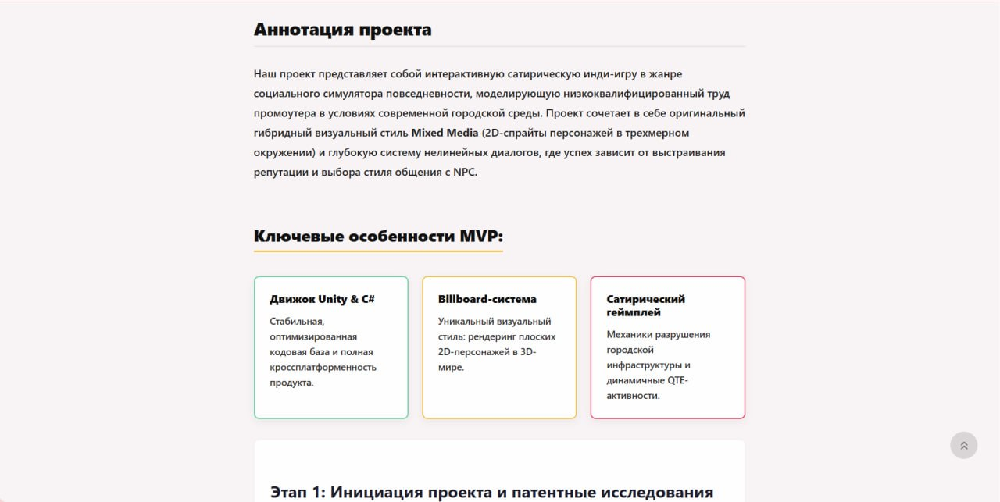 Аннотация проекта
Наш проект представляет собой интерактивную сатирическую инди-игру в жанре
социального симулятора повседневности, моделирующую низкоквалифицированный труд
промоутера в условиях современной городской среды. Проект сочетает в себе оригинальный
гибридный визуальный стиль Mixed Media (2D-спрайты персонажей в трехмерном
окружении) и глубокую систему нелинейных диалогов, где успех зависит от выстраивания
репутации и выбора стиля общения с NPC.
Ключевые особенности MVP:
Движок Unity & C#
Стабильная,
оптимизированная
кодовая база и полная
кроссплатформенность
продукта.
Billboard-система
Уникальный визуальный
стиль: рендеринг плоских
2D-персонажей в 3D-
мире.
Сатирический
геймплей
Механики разрушения
городской
инфраструктуры и
динамичные QTE-
активности.
Этап 1: Инициация проекта и патентные исследования